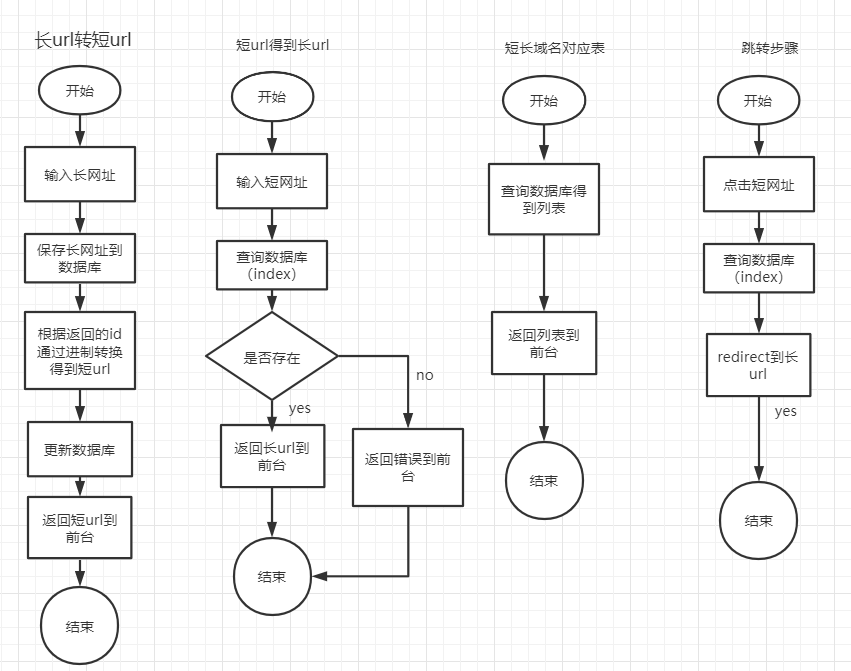 长url转短url
开始
输入长网址
保存长网址到
数据库
根据返回的id
通过进制转换
得到短url
更新数据库
返回短url到
前台
结束
短url得到长url
开始
输入短网址
查询数据库
（index）
是否存在
yes
no
返回长url到
前台
返回错误到前
台
结束
短长域名对应表
开始
查询数据库得
到列表
返回列表到
前台
结束
跳转步骤
开始
点击短网址
查询数据库
（index）
redirect到长
url
yes
结束